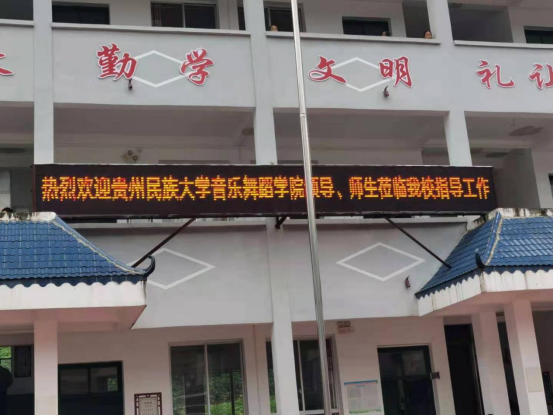 勤学 文明 礼让
热烈欢迎贵州民族大学音乐舞蹈学院领导、师生莅临我校指导工作